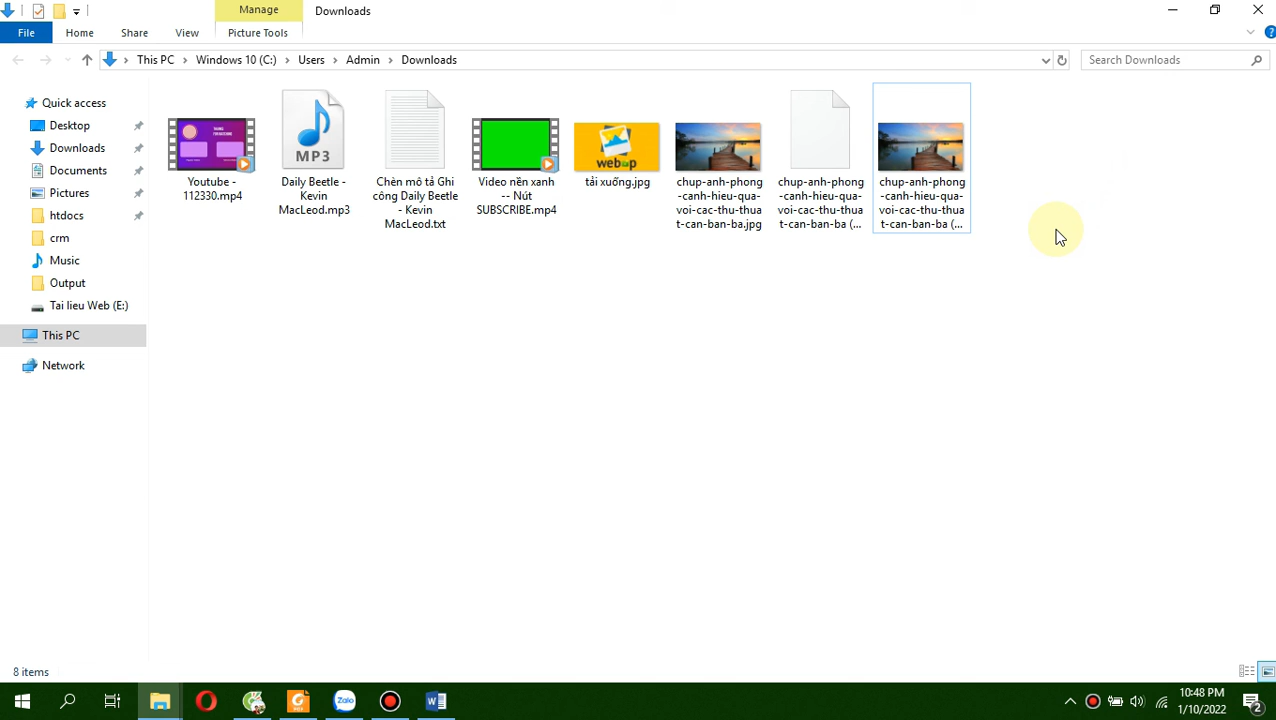 Manage
Downloads
File
Home
Share
View
Picture Tools
This PC
Windows 10 (C:)
Users
Admin
Downloads
Search Downloads
Quick access
Desktop
Downloads
Documents
Pictures
htdocs
crm
Music
Output
Tai lieu Web (E:)
This PC
Network
Youtube -
112330.mp4
MP3
Daily Beetle -
Kevin
MacLeod.mp3
Chèn mô tả Ghi
công Daily Beetle
- Kevin
MacLeod.txt
Video nền xanh
-- Nút
SUBSCRIBE.mp4
tải xuống.jpg
chup-anh-phong
-canh-hieu-qua-
voi-cac-thu-thua
t-can-ban-ba.jpg
chup-anh-phong
-canh-hieu-qua-
voi-cac-thu-thua
t-can-ban-ba (...
chup-anh-phong
-canh-hieu-qua-
voi-cac-thu-thua
t-can-ban-ba (...
8 items
Zalo
10:48 PM
1/10/2022
2